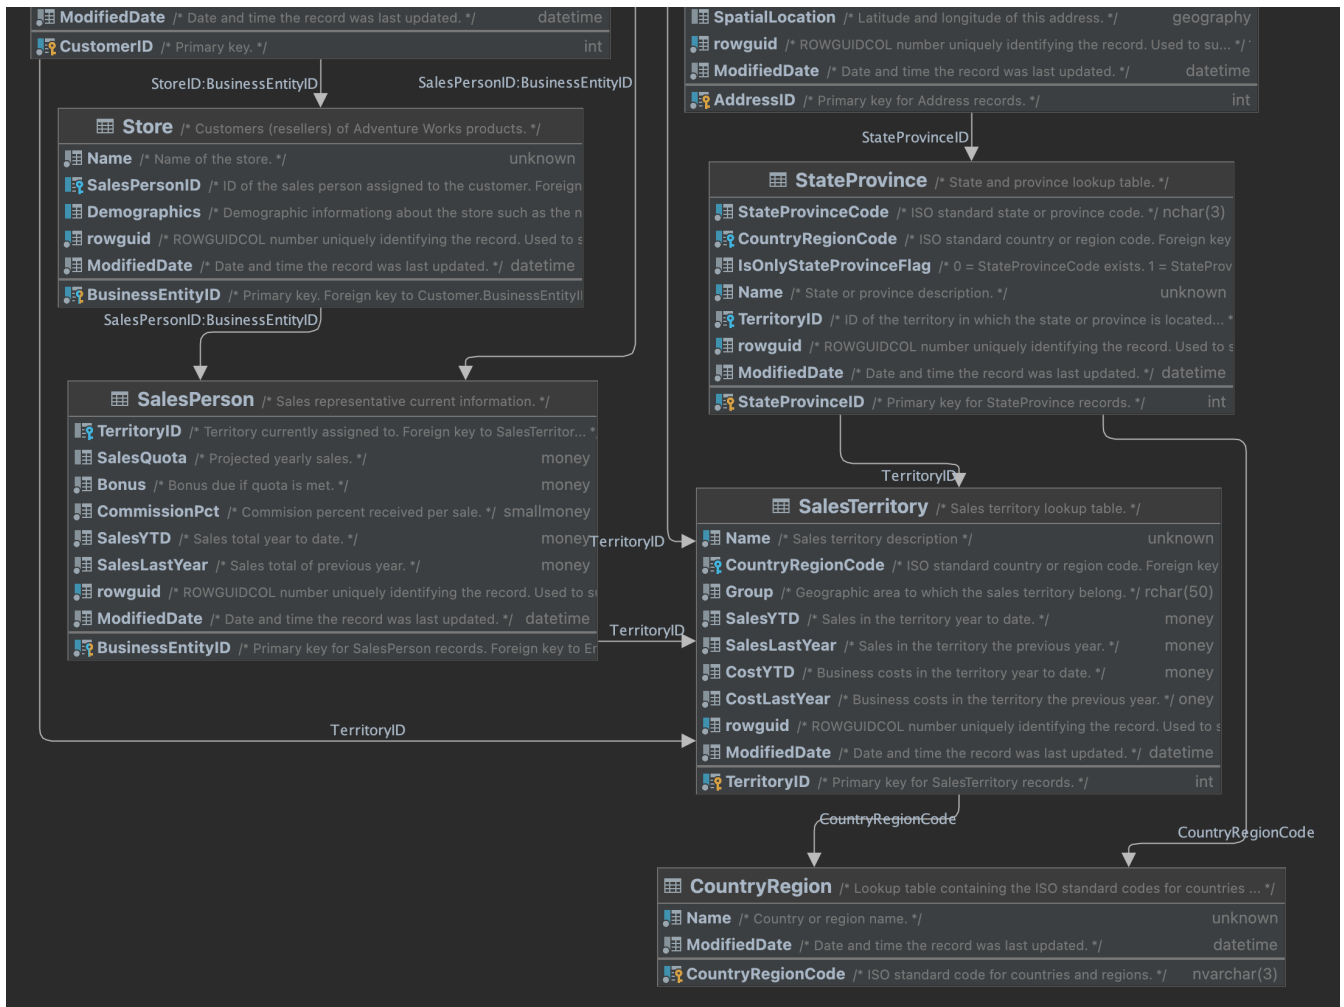 ModifiedDate /* Date and time the record was last updated. */ datetime
CustomerID /* Primary key. */ int
StoreID:BusinessEntityID
SalesPersonID:BusinessEntityID
SpatialLocation /* Latitude and longitude of this address. */ geography
rowguid /* ROWGUIDCOL number uniquely identifying the record. Used to su... */
ModifiedDate /* Date and time the record was last updated. */ datetime
AddressID /* Primary key for Address records. */ int
StateProvinceID
Store /* Customers (resellers) of Adventure Works products. */
Name /* Name of the store. */ unknown
SalesPersonID /* ID of the sales person assigned to the customer. Foreign
Demographics /* Demographic informationg about the store such as the n
rowguid /* ROWGUIDCOL number uniquely identifying the record. Used to s
ModifiedDate /* Date and time the record was last updated. */ datetime
BusinessEntityID /* Primary key. Foreign key to Customer.BusinessEntityI
SalesPersonID:BusinessEntityID
StateProvince /* State and province lookup table. */
StateProvinceCode /* ISO standard state or province code. */ nchar(3)
CountryRegionCode /* ISO standard country or region code. Foreign key
IsOnlyStateProvinceFlag /* 0 = StateProvinceCode exists. 1 = StateProv
Name /* State or province description. */ unknown
TerritoryID /* ID of the territory in which the state or province is located... *
rowguid /* ROWGUIDCOL number uniquely identifying the record. Used to s
ModifiedDate /* Date and time the record was last updated. */ datetime
StateProvinceID /* Primary key for StateProvince records. */ int
TerritoryID
SalesPerson /* Sales representative current information. */
TerritoryID /* Territory currently assigned to. Foreign key to SalesTerritor... *
SalesQuota /* Projected yearly sales. */ money
Bonus /* Bonus due if quota is met. */ money
CommissionPct /* Commision percent received per sale. */ smallmoney
SalesYTD /* Sales total year to date. */ money
SalesLastYear /* Sales total of previous year. */ money
rowguid /* ROWGUIDCOL number uniquely identifying the record. Used to su
ModifiedDate /* Date and time the record was last updated. */ datetime
BusinessEntityID /* Primary key for SalesPerson records. Foreign key to Em
TerritoryID
TerritoryID
TerritoryID
SalesTerritory /* Sales territory lookup table. */
Name /* Sales territory description */ unknown
CountryRegionCode /* ISO standard country or region code. Foreign key
Group /* Geographic area to which the sales territory belong. */ rchar(50)
SalesYTD /* Sales in the territory year to date. */ money
SalesLastYear /* Sales in the territory the previous year. */ money
CostYTD /* Business costs in the territory year to date. */ money
CostLastYear /* Business costs in the territory the previous year. */ oney
rowguid /* ROWGUIDCOL number uniquely identifying the record. Used to s
ModifiedDate /* Date and time the record was last updated. */ datetime
TerritoryID /* Primary key for SalesTerritory records. */ int
CountryRegionCode
CountryRegionCode
CountryRegion /* Lookup table containing the ISO standard codes for countries ... */
Name /* Country or region name. */ unknown
ModifiedDate /* Date and time the record was last updated. */ datetime
CountryRegionCode /* ISO standard code for countries and regions. */ nvarchar(3)